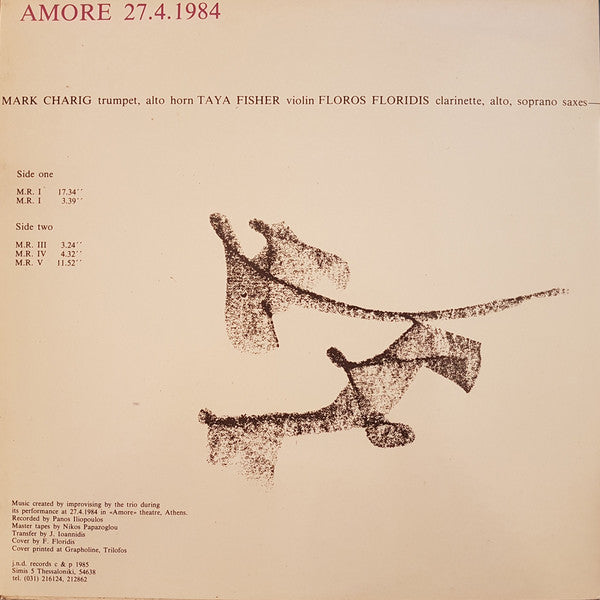 AMORE 27.4.1984
MARK CHARIG trumpet, alto horn TAYA FISHER violin FLOROS FLORIDIS clarinette, alto, soprano saxes—
Side one
M.R. I 17.34´´
M.R. I 3.39´´
Side two
M.R. III 3.24´´
M.R. IV 4.32´´
M.R. V 11.52´´
Music created by improvising by the trio during
its performance at 27.4.1984 in «Amore» theatre, Athens.
Recorded by Panos Iliopoulos
Master tapes by Nikos Papazoglou
Transfer by J. Ioannidis
Cover by F. Floridis
Cover printed at Grapholine, Trilofos
j.n.d. records c & p 1985
Simis 5 Thessaloniki, 54638
tel. (031) 216124, 212862